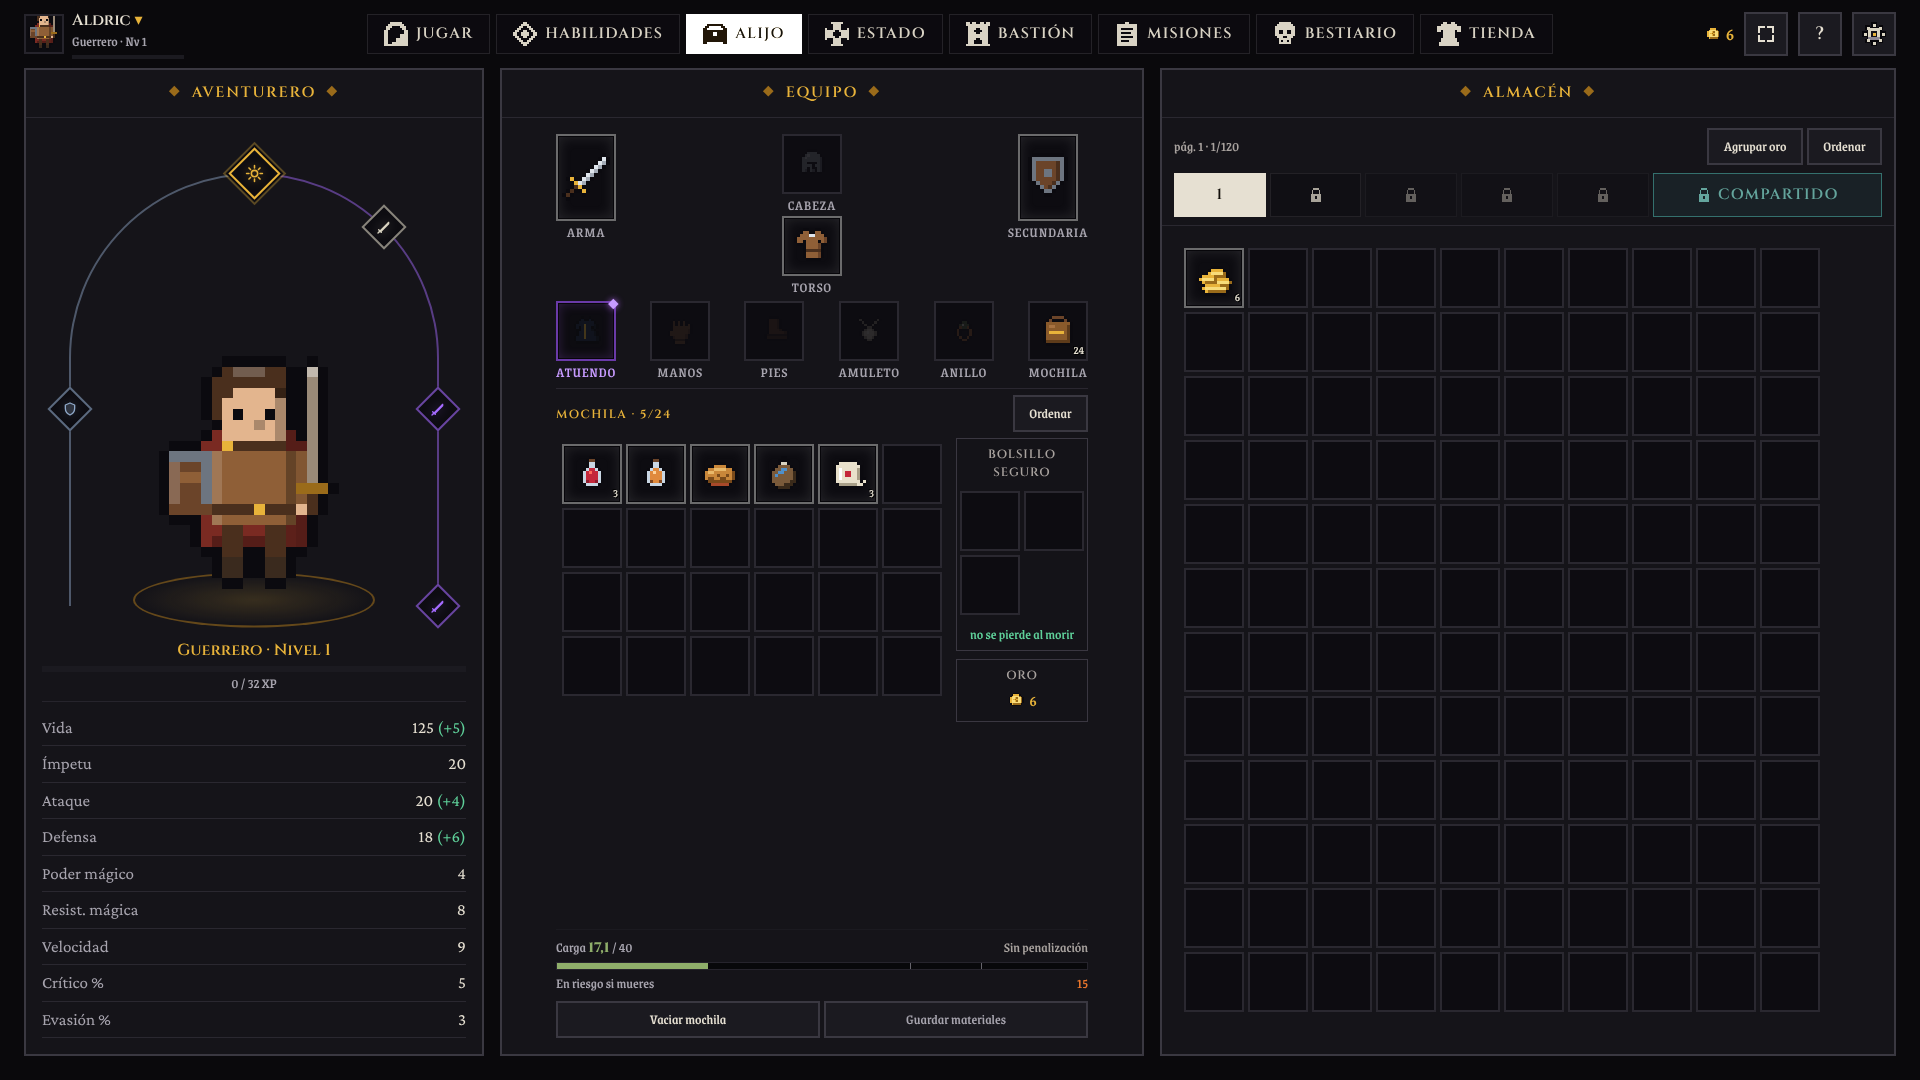 ALDRIC ▾
Guerrero · Nv 1
JUGAR
HABILIDADES
ALIJO
ESTADO
BASTIÓN
MISIONES
BESTIARIO
TIENDA
6
?
AVENTURERO
GUERRERO · NIVEL 1
0 / 32 XP
Vida 125 (+5)
Ímpetu 20
Ataque 20 (+4)
Defensa 18 (+6)
Poder mágico 4
Resist. mágica 8
Velocidad 9
Crítico % 5
Evasión % 3
EQUIPO
ARMA
CABEZA
SECUNDARIA
TORSO
24
ATUENDO
MANOS
PIES
AMULETO
ANILLO
MOCHILA
MOCHILA · 5/24
Ordenar
3
3
BOLSILLO
SEGURO
no se pierde al morir
ORO
6
Carga 17,1 / 40
Sin penalización
En riesgo si mueres
15
Vaciar mochila
Guardar materiales
ALMACÉN
pág. 1 · 1/120
Agrupar oro
Ordenar
1
COMPARTIDO
6